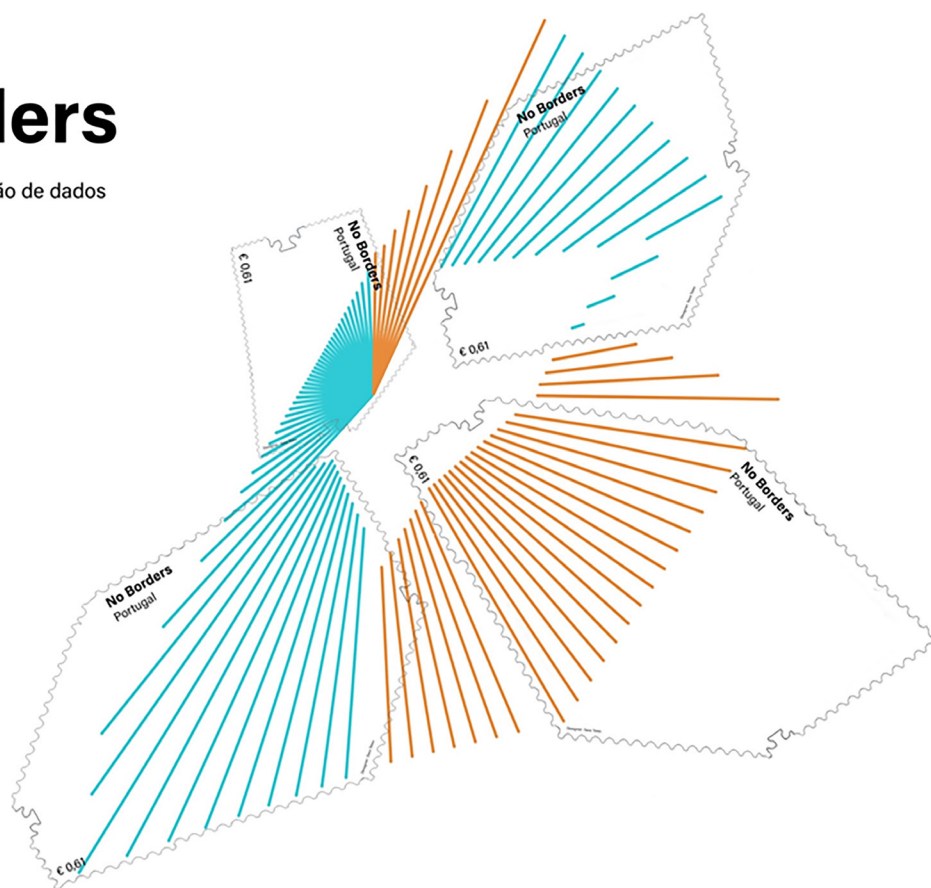 ders
ão de dados
No Borders
Portugal
€ 0,61
No Borders
Portugal
€ 0,61
€ 0,61
No Borders
Portugal
No Borders
Portugal
€ 0,61